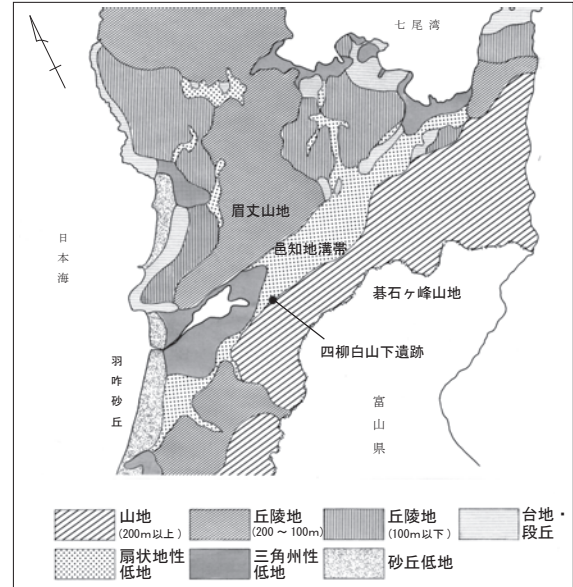 七尾湾
眉丈山地
日本海
邑知地溝帯
碁石ヶ峰山地
四柳白山下遺跡
羽咋砂丘
富山県
山地
(200m以上)
丘陵地
(200～100m)
丘陵地
(100m以下)
台地・
段丘
扇状地性
低地
三角州性
低地
砂丘低地